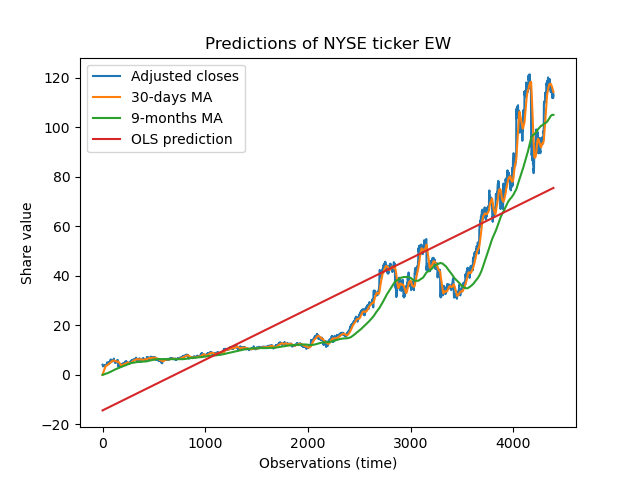 Predictions of NYSE ticker EW
Adjusted closes
30-days MA
9-months MA
OLS prediction
120
100
80
60
40
20
0
−20
Share value
0
1000
2000
3000
4000
Observations (time)